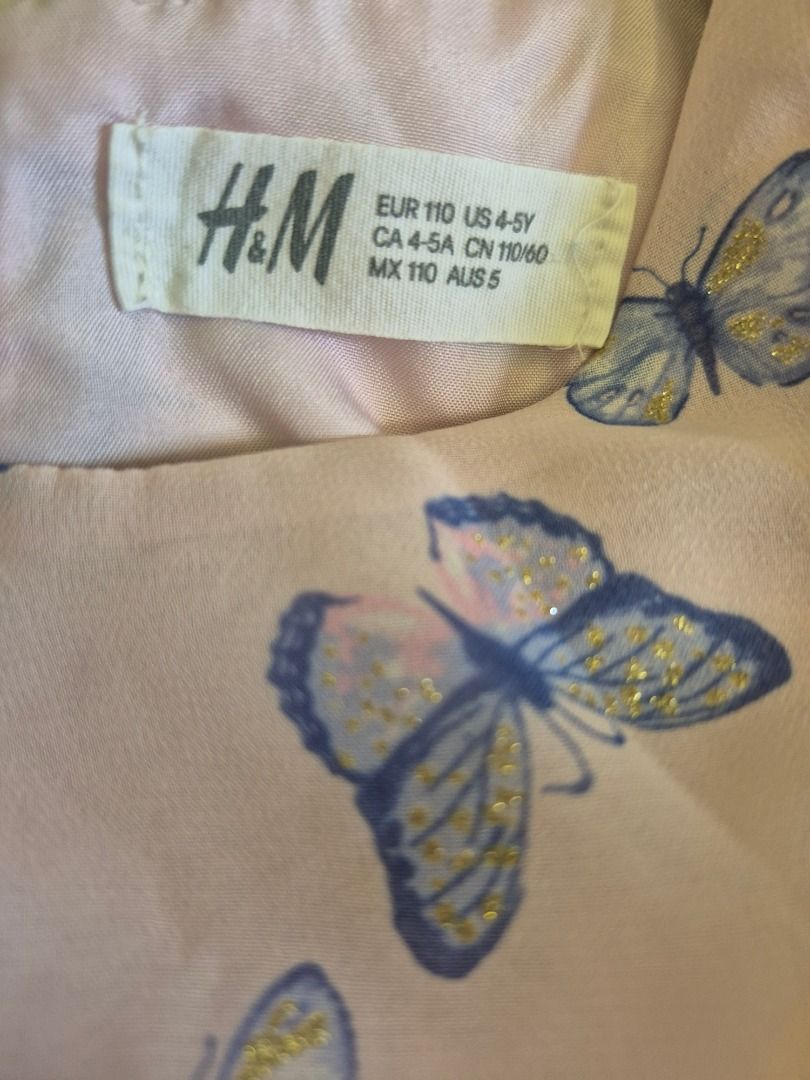 H&M
EUR 110 US 4-5Y
CA 4-5A CN 110/60
MX 110 AUS 5